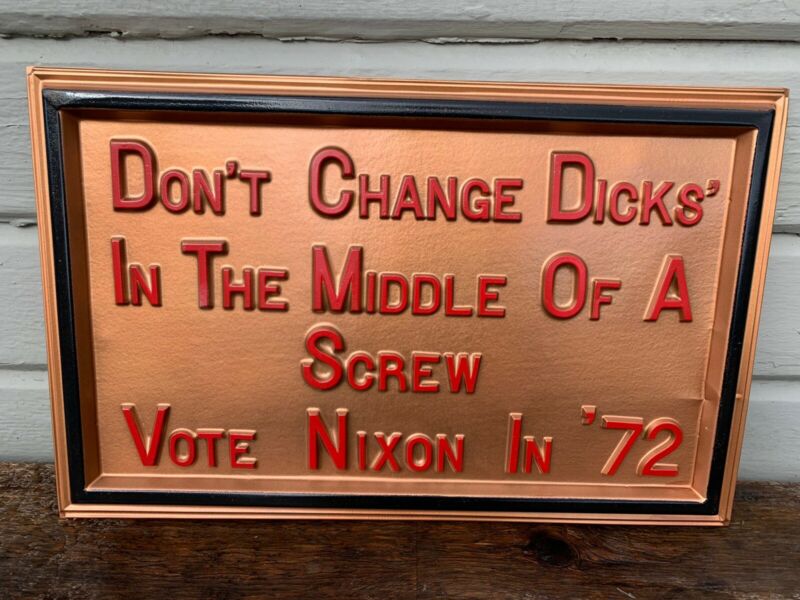 Don't Change Dicks'
In The Middle Of A
Screw
Vote Nixon In '72